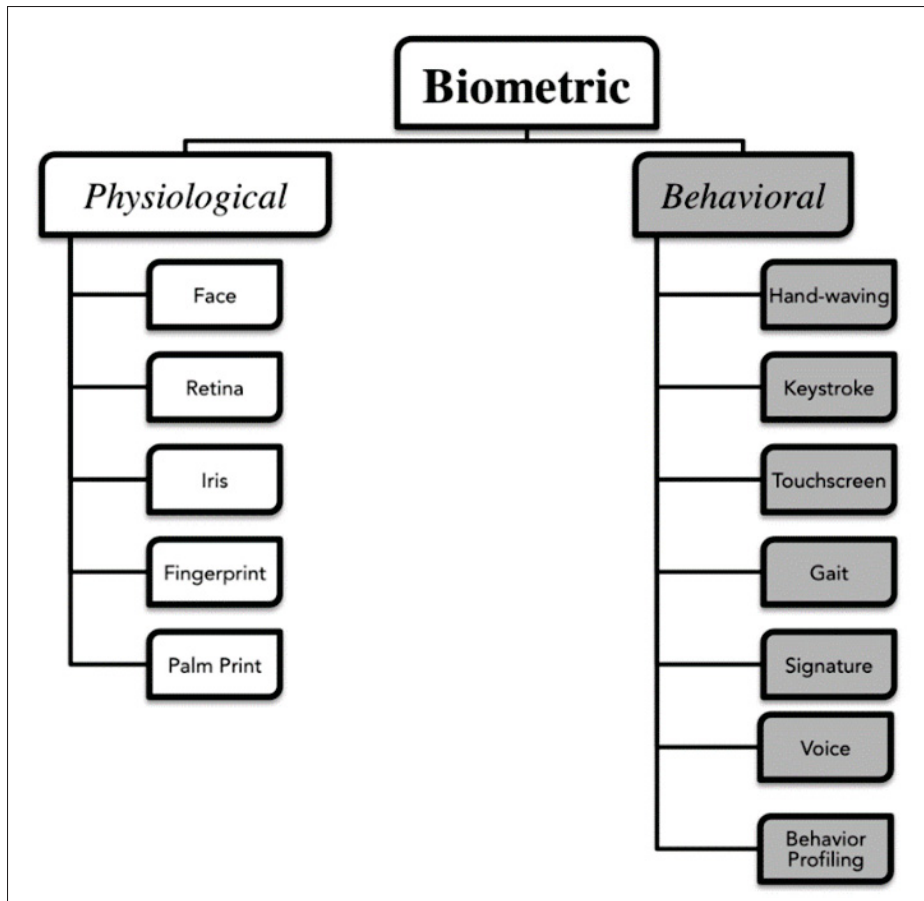 Biometric
Physiological
Face
Retina
Iris
Fingerprint
Palm Print
Behavioral
Hand-waving
Keystroke
Touchscreen
Gait
Signature
Voice
Behavior
Profiling